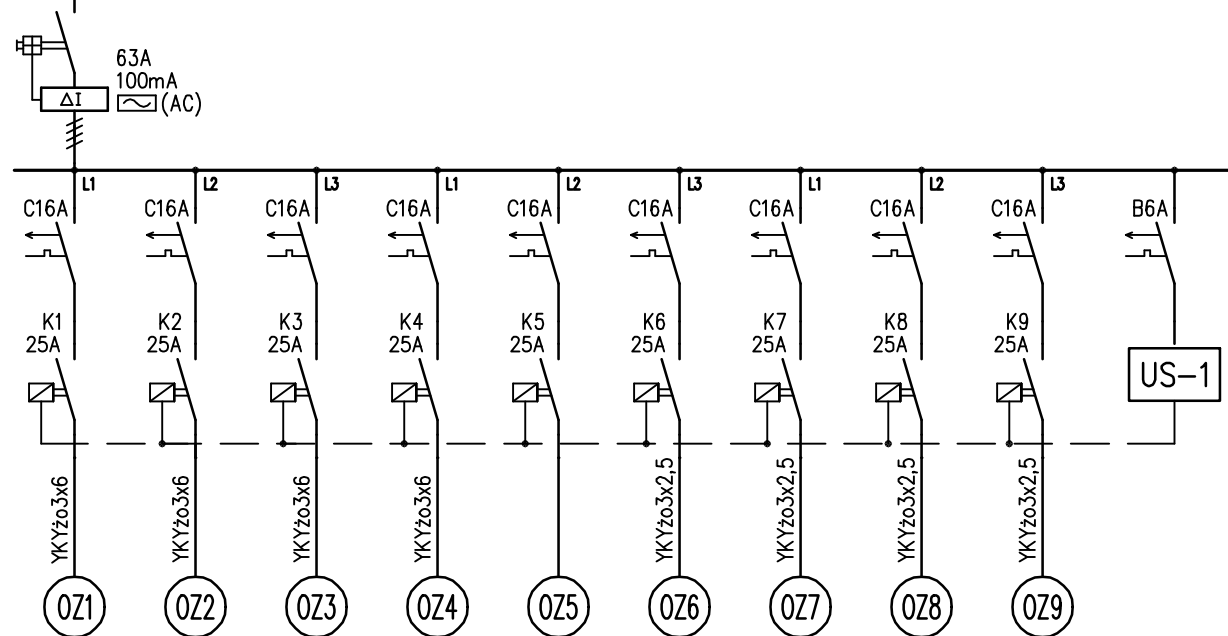 63A
100mA
ΔI (AC)
L1 L2 L3 L1 L2 L3 L1 L2 L3
C16A C16A C16A C16A C16A C16A C16A C16A C16A B6A
K1 K2 K3 K4 K5 K6 K7 K8 K9
25A 25A 25A 25A 25A 25A 25A 25A 25A
US-1
YKYżo3x6 YKYżo3x6 YKYżo3x6 YKYżo3x6 YKYżo3x2,5 YKYżo3x2,5 YKYżo3x2,5 YKYżo3x2,5
OZ1 OZ2 OZ3 OZ4 OZ5 OZ6 OZ7 OZ8 OZ9